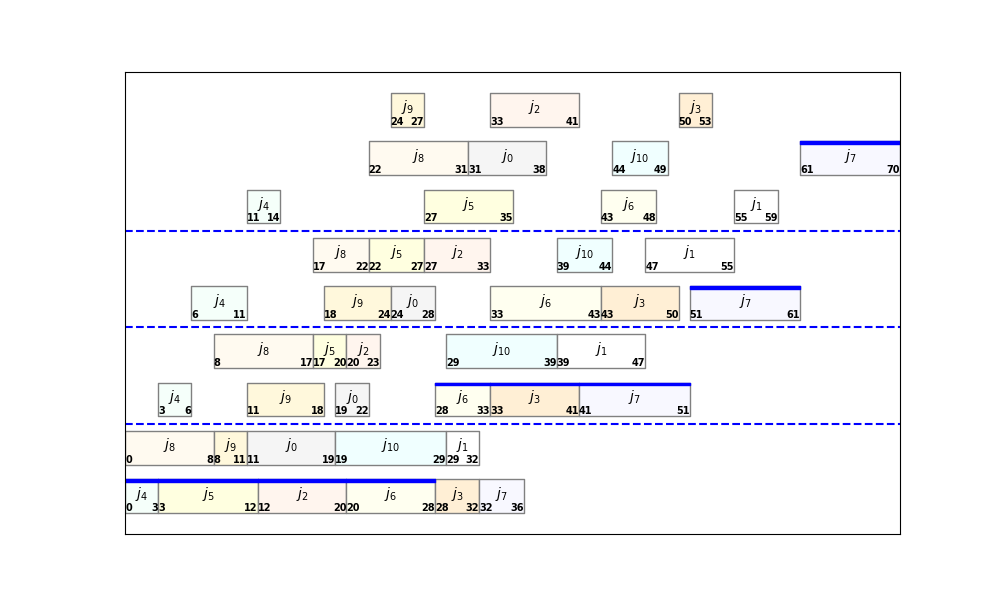 j9 j2 j3
24 27 33 41 50 53
j8 j0 j10 j7
22 31 31 38 44 49 61 70
j4 j5 j6 j1
11 14 27 35 43 48 55 59
j8 j5 j2 j10 j1
17 22 22 27 27 33 39 44 47 55
j4 j9 j0 j6 j3 j7
6 11 18 24 24 28 33 43 43 50 51 61
j8 j5 j2 j10 j1
8 17 17 20 20 23 29 39 39 47
j4 j9 j0 j6 j3 j7
3 6 11 18 19 22 28 33 33 41 41 51
j8 j9 j0 j10 j1
0 8 8 11 11 19 19 29 29 32
j4 j5 j2 j6 j3 j7
0 3 3 12 12 20 20 28 28 32 32 36